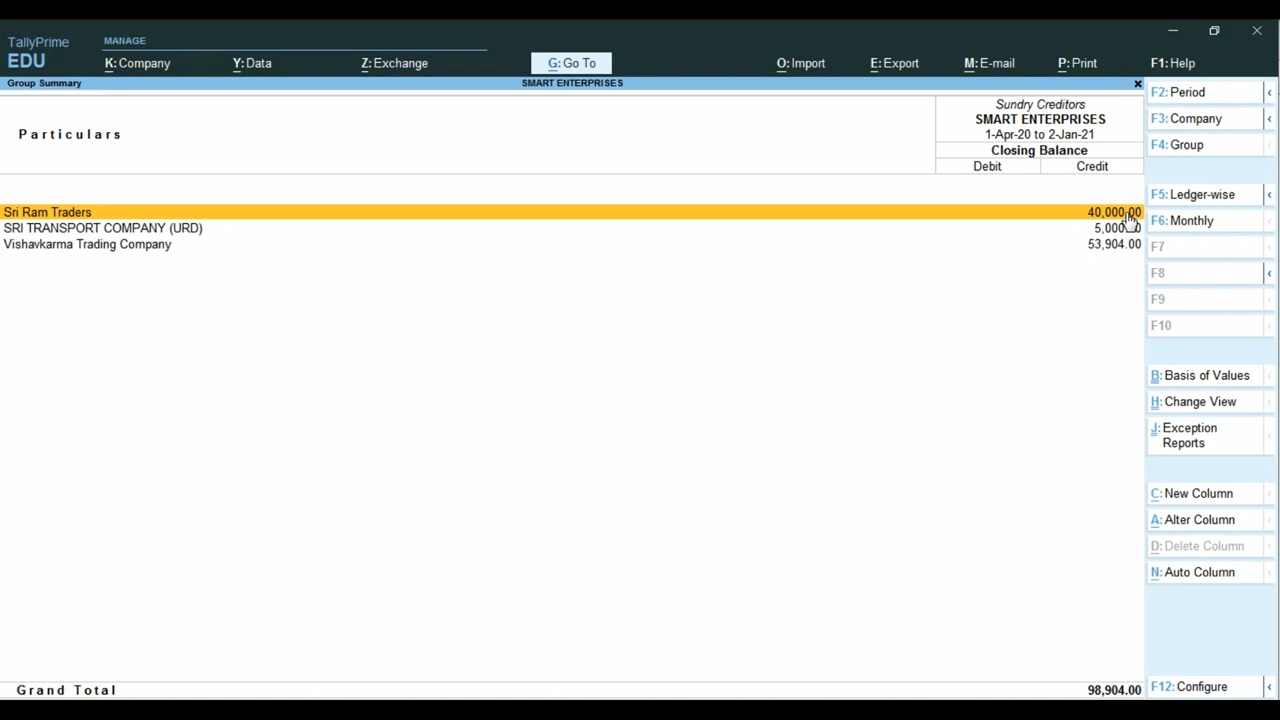 TallyPrime
EDU
MANAGE
K: Company
Y: Data
Z: Exchange
G: Go To
O: Import
E: Export
M: E-mail
P: Print
F1: Help
Group Summary
SMART ENTERPRISES
x
Particulars
Sundry Creditors
SMART ENTERPRISES
1-Apr-20 to 2-Jan-21
Closing Balance
Debit Credit
Sri Ram Traders 40,000.00
SRI TRANSPORT COMPANY (URD) 5,000.00
Vishavkarma Trading Company 53,904.00
Grand Total 98,904.00
F2: Period
F3: Company
F4: Group
F5: Ledger-wise
F6: Monthly
F7
F8
F9
F10
B: Basis of Values
H: Change View
J: Exception
Reports
C: New Column
A: Alter Column
D: Delete Column
N: Auto Column
F12: Configure